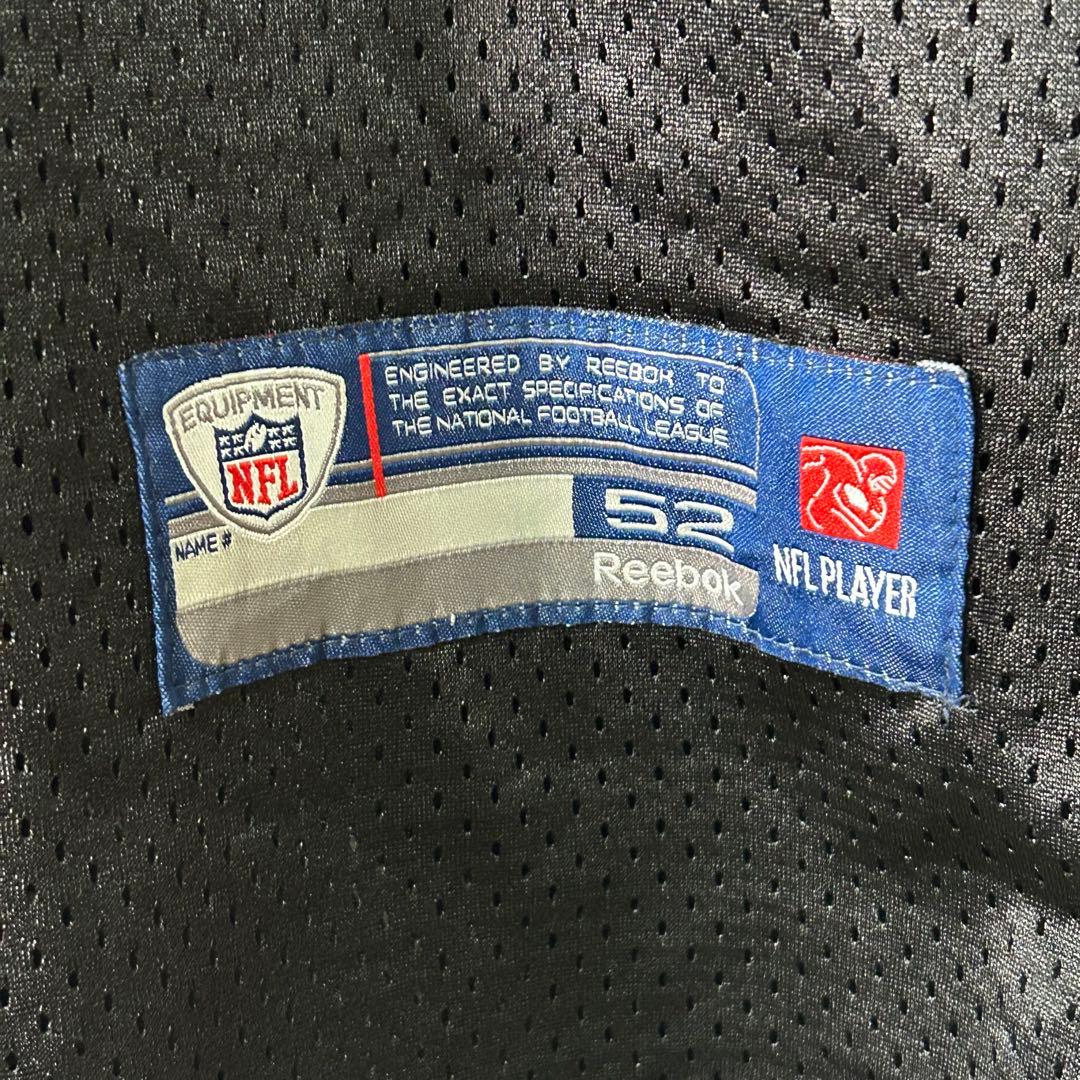 EQUIPMENT
NFL
ENGINEERED BY REEBOK TO
THE EXACT SPECIFICATIONS OF
THE NATIONAL FOOTBALL LEAGUE
NAME #
52
Reebok
NFL PLAYER